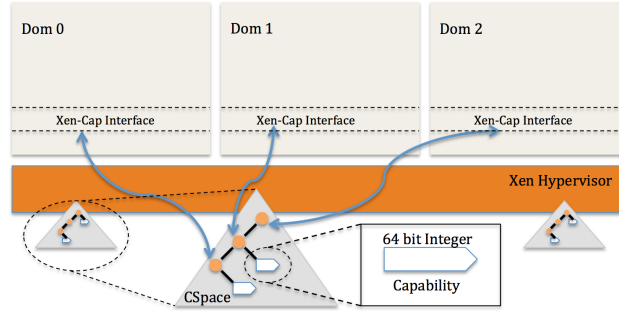 Dom 0
Dom 1
Dom 2
Xen-Cap Interface
Xen-Cap Interface
Xen-Cap Interface
Xen Hypervisor
64 bit Integer
Capability
CSpace